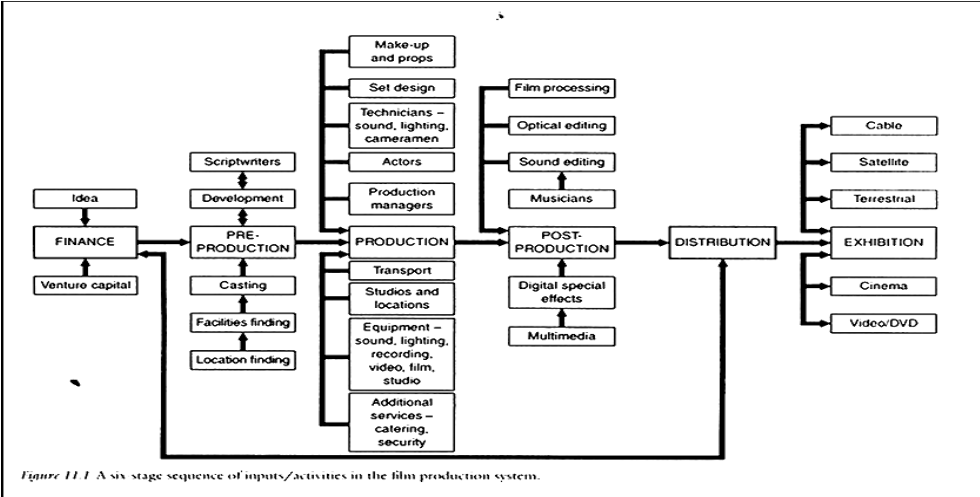 Idea
FINANCE
Venture capital
Scriptwriters
Development
PRE-
PRODUCTION
Casting
Facilities finding
Location finding
Make-up
and props
Set design
Technicians –
sound, lighting,
cameramen
Actors
Production
managers
PRODUCTION
Transport
Studios and
locations
Equipment –
sound, lighting,
recording,
video, film,
studio
Additional
services –
catering,
security
Film processing
Optical editing
Sound editing
Musicians
POST-
PRODUCTION
Digital special
effects
Multimedia
DISTRIBUTION
Cable
Satellite
Terrestrial
EXHIBITION
Cinema
Video/DVD
Figure 11.1 A six stage sequence of inputs/activities in the film production system.